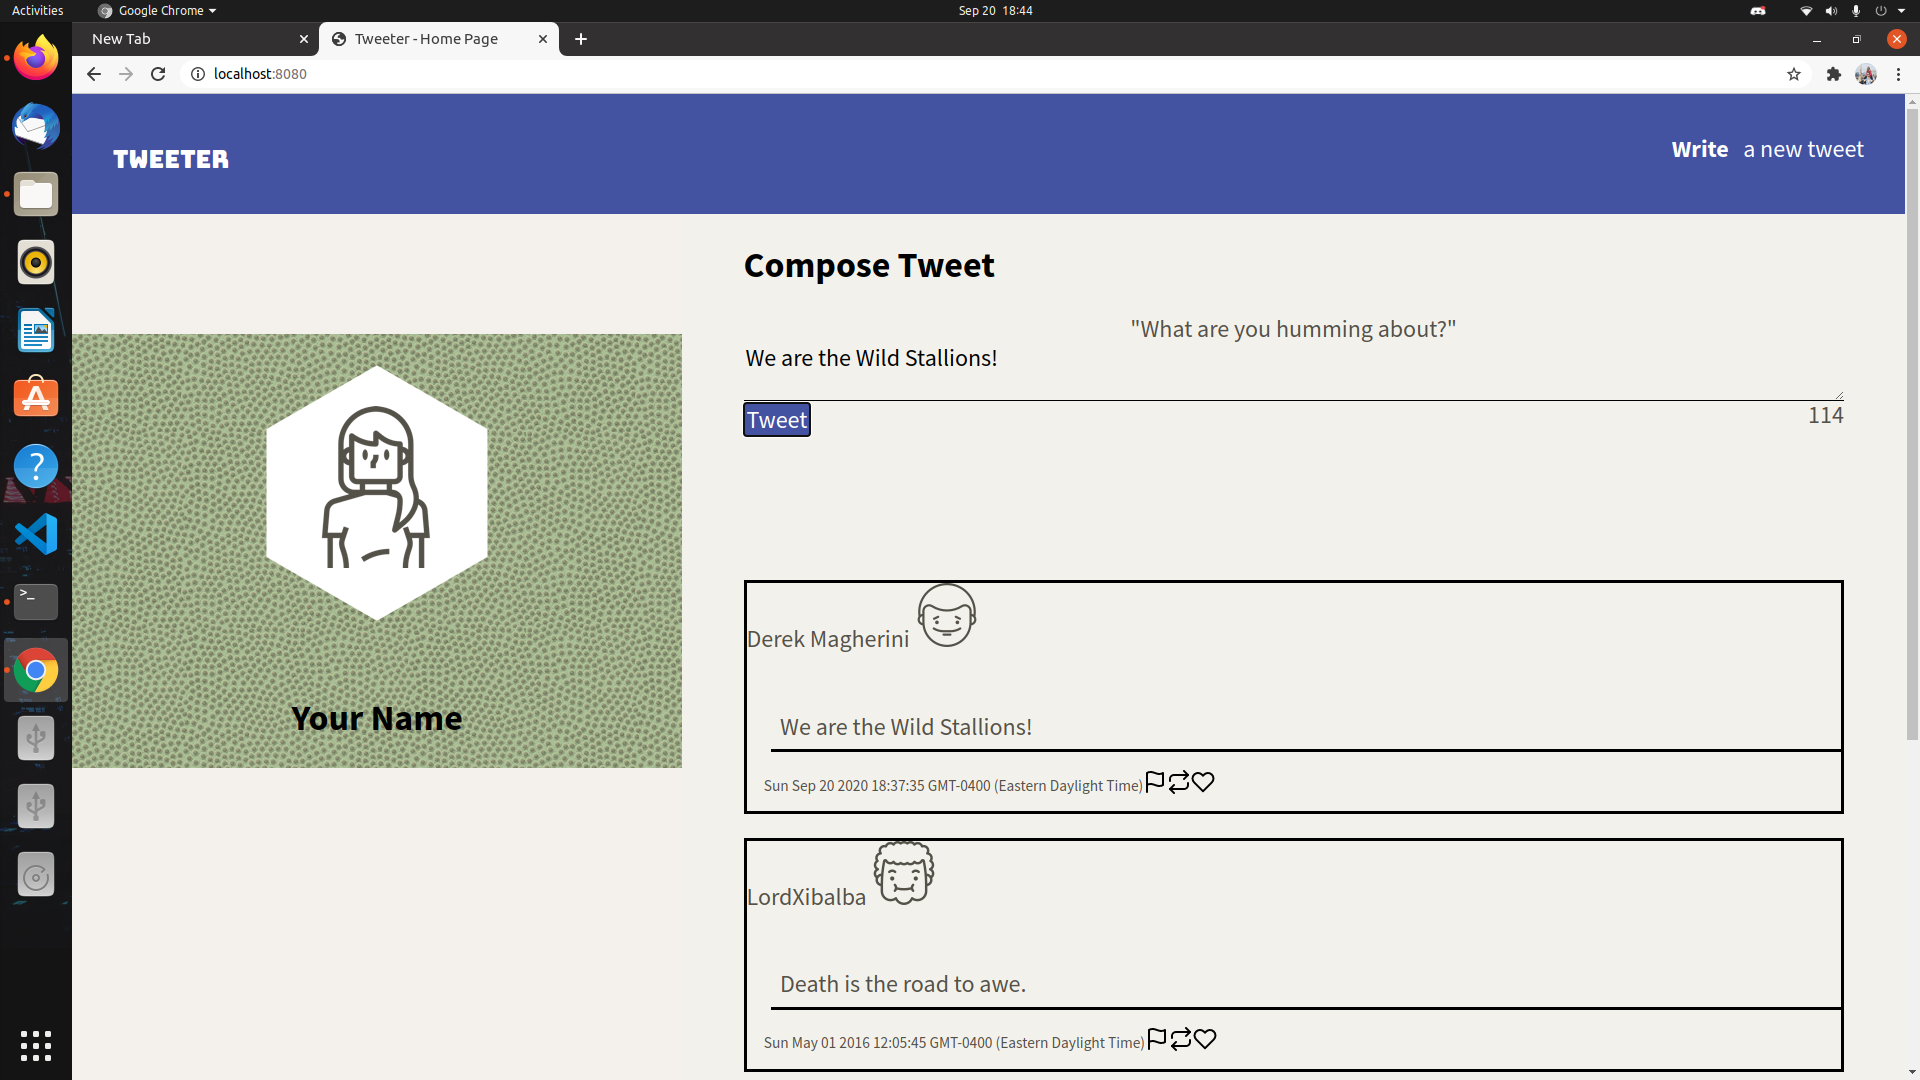 Activities
Google Chrome
Sep 20 18:44
New Tab
Tweeter - Home Page
localhost:8080
TWEETER
Write a new tweet
Compose Tweet
"What are you humming about?"
We are the Wild Stallions!
Tweet
114
Your Name
Derek Magherini
We are the Wild Stallions!
Sun Sep 20 2020 18:37:35 GMT-0400 (Eastern Daylight Time)
LordXibalba
Death is the road to awe.
Sun May 01 2016 12:05:45 GMT-0400 (Eastern Daylight Time)